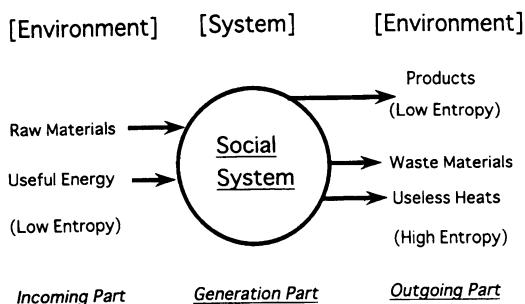 [Environment] [System] [Environment]
Products
(Low Entropy)
Raw Materials
Social
System
Waste Materials
Useful Energy
Useless Heats
(Low Entropy)
(High Entropy)
Incoming Part Generation Part Outgoing Part